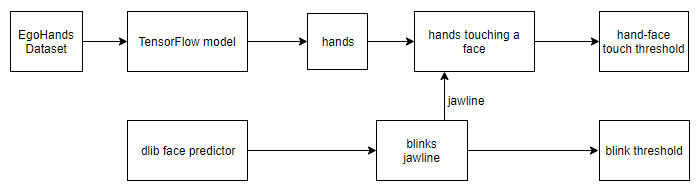 EgoHands
Dataset
TensorFlow model
hands
hands touching a
face
hand-face
touch threshold
jawline
dlib face predictor
blinks
jawline
blink threshold